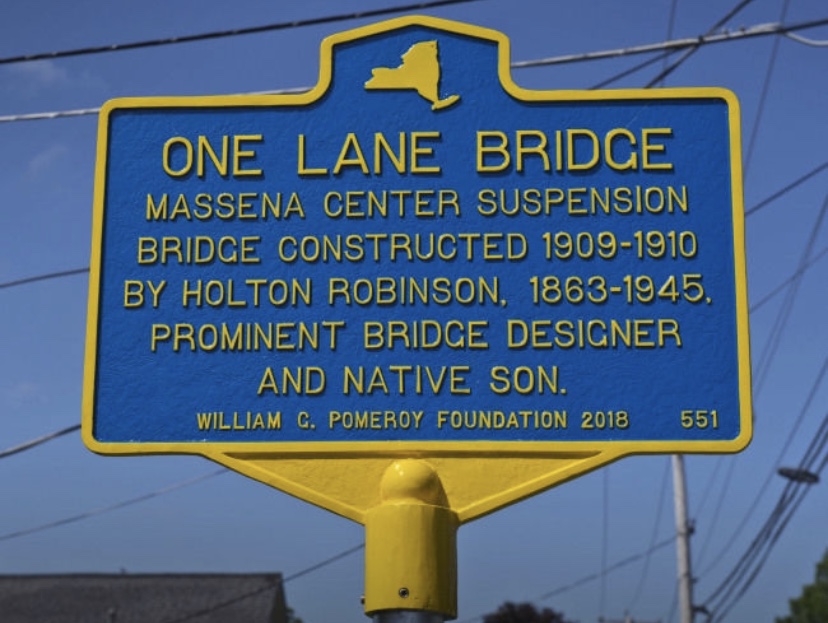 ONE LANE BRIDGE
MASSENA CENTER SUSPENSION
BRIDGE CONSTRUCTED 1909-1910
BY HOLTON ROBINSON, 1863-1945,
PROMINENT BRIDGE DESIGNER
AND NATIVE SON.
WILLIAM G. POMEROY FOUNDATION 2018 551